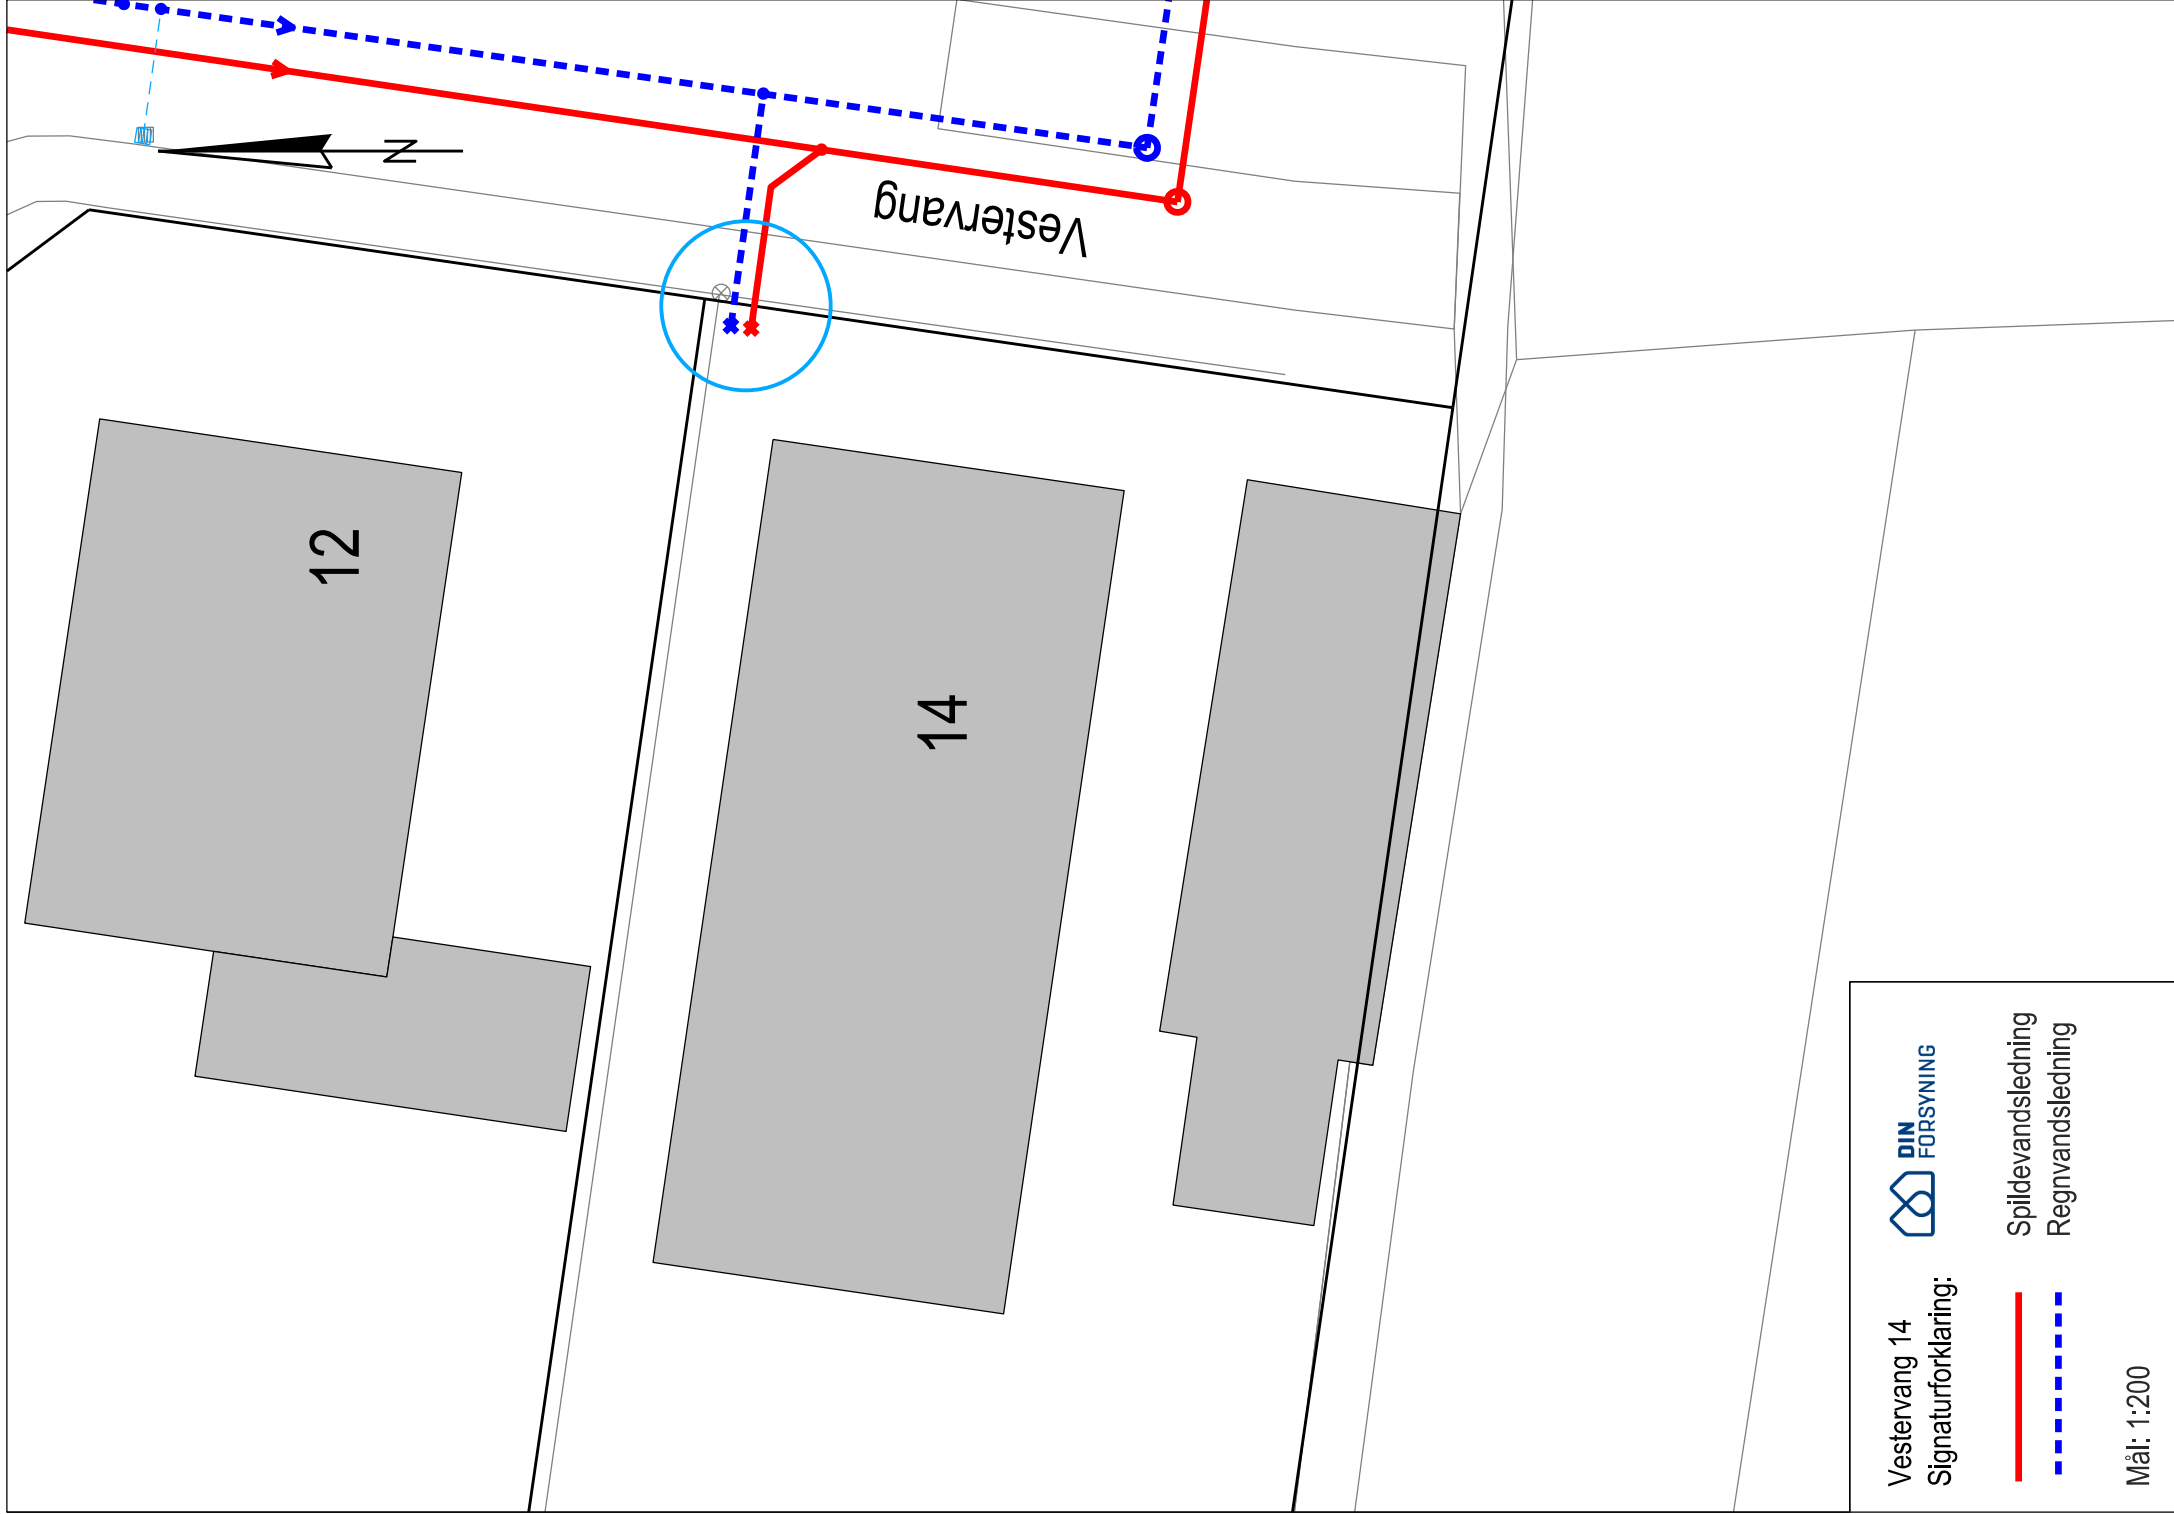 N
Vestervang
12
14
Vestervang 14
Signaturforklaring:
DIN
FORSYNING
Spildevandsledning
Regnvandsledning
Mål: 1:200